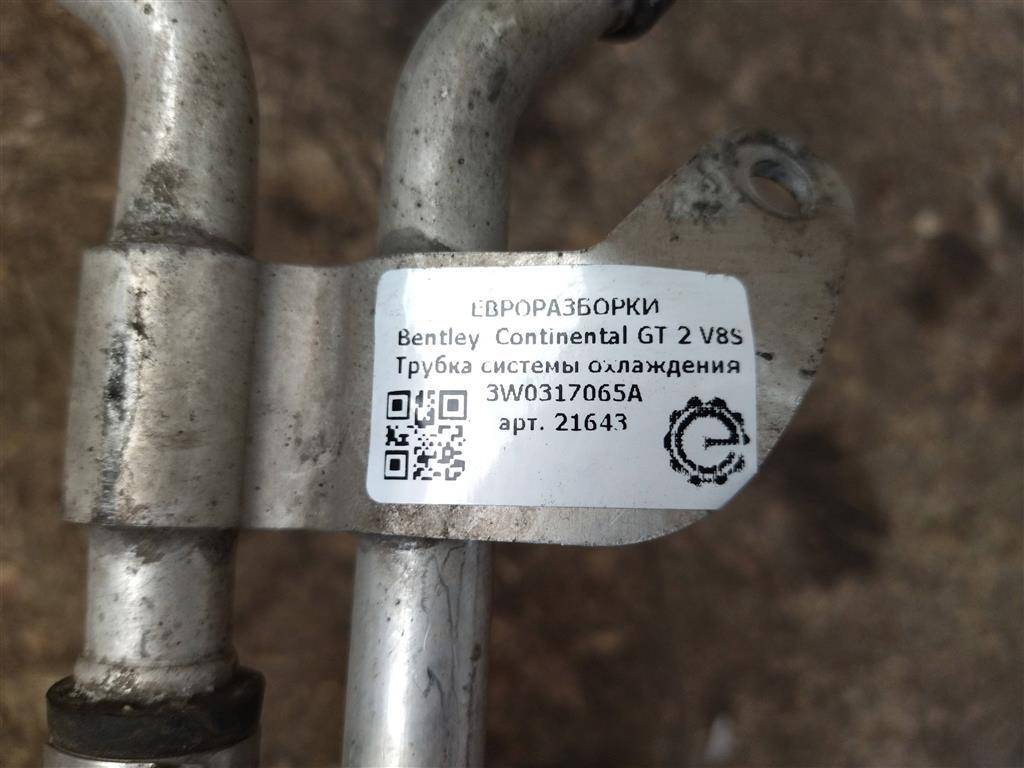 ЕВРОРАЗБОРКИ
Bentley Continental GT 2 V8S
Трубка системы охлаждения
3W0317065A
арт. 21643